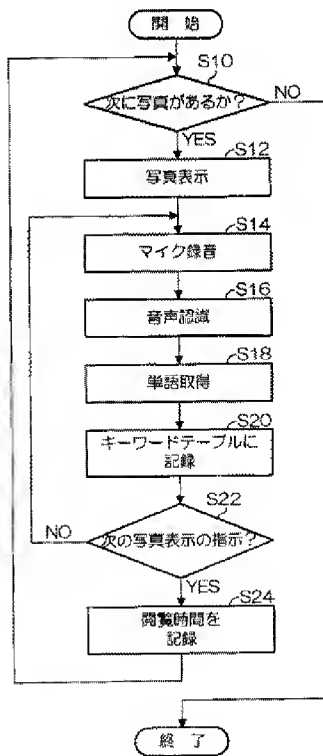 開 始
S10
次に写真があるか?
NO
YES
S12
写真表示
S14
マイク録音
S16
音声認識
S18
単語取得
S20
キーワードテーブルに
記録
S22
NO
次の写真表示の指示?
YES
S24
閲覧時間を
記録
終 了